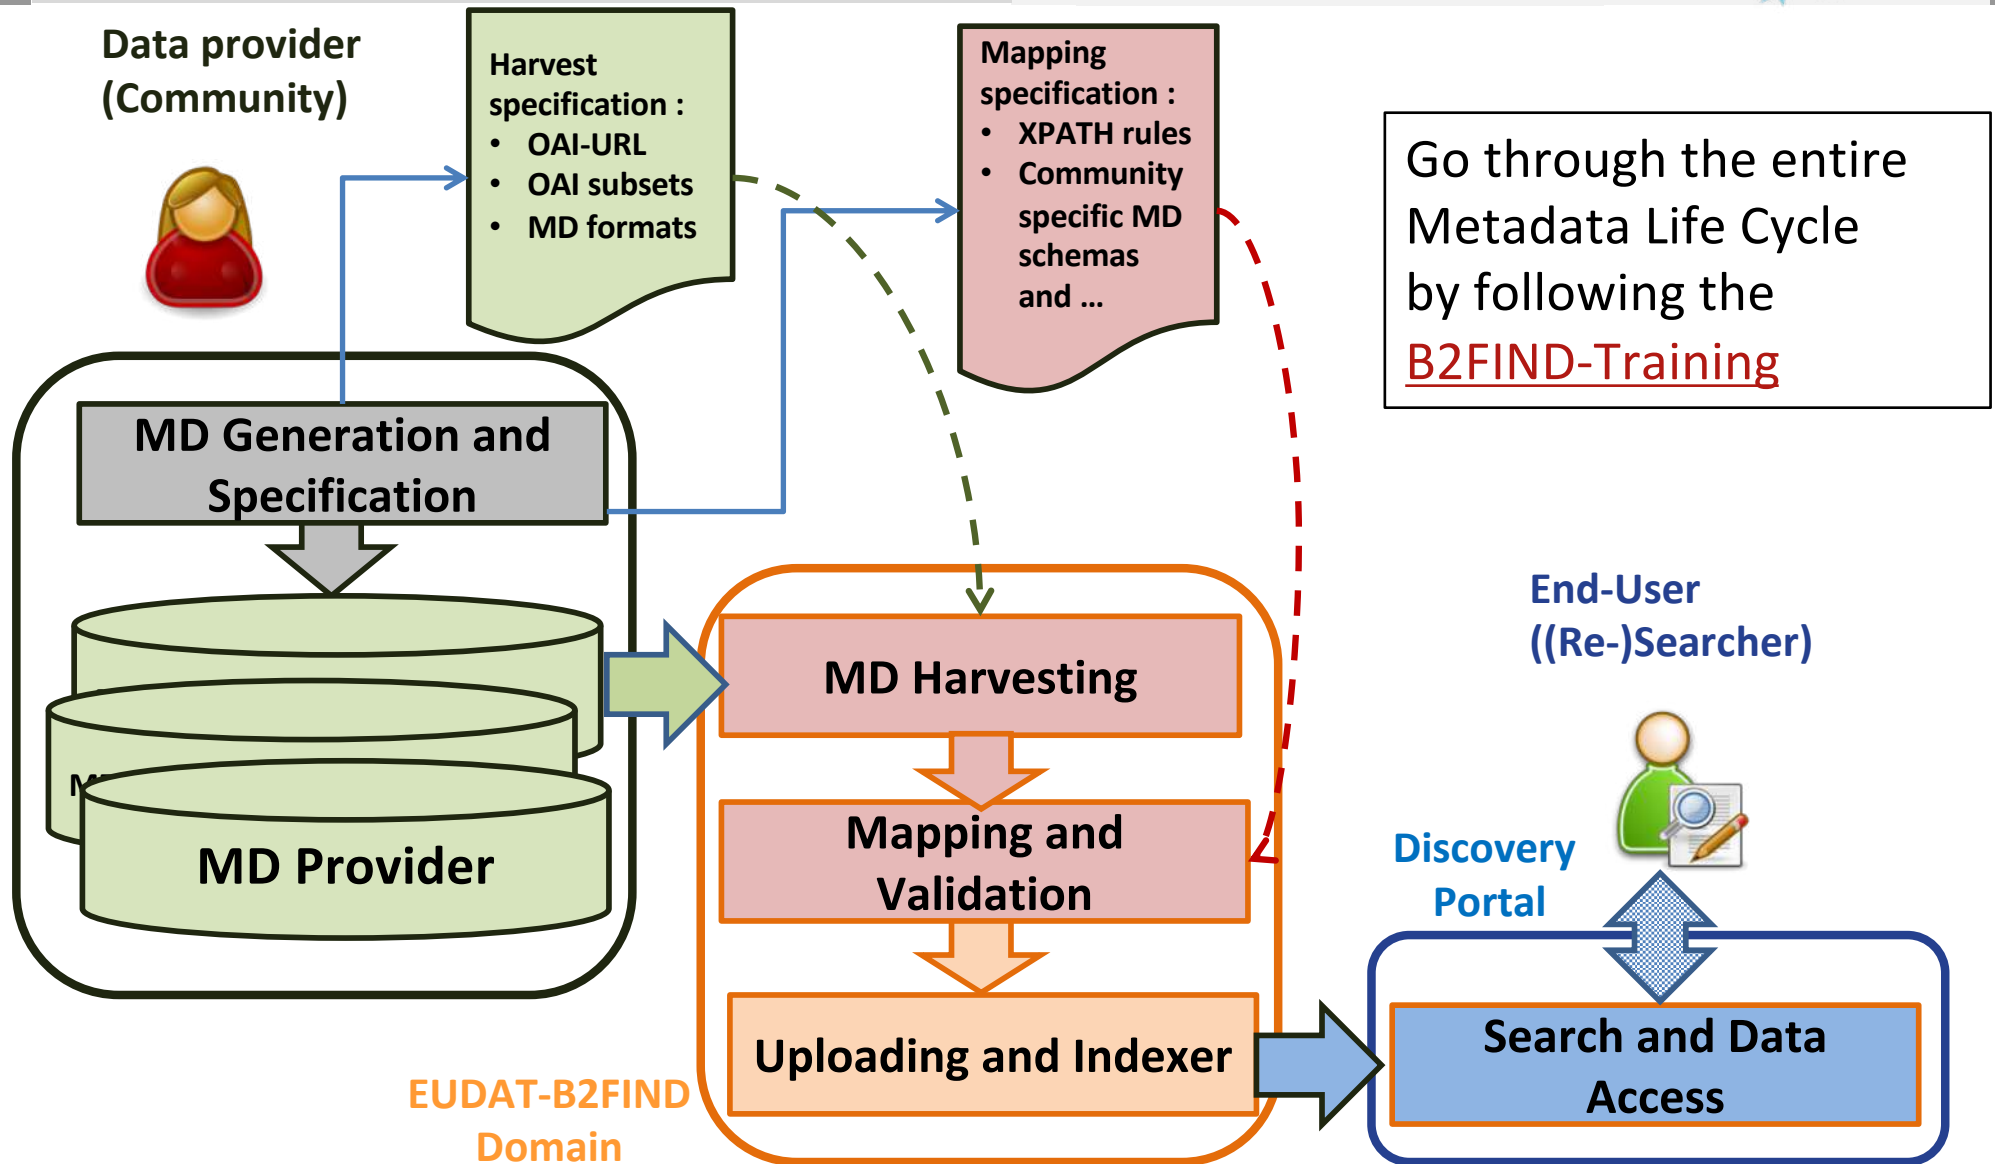 Data provider
(Community)
Harvest
specification :
• OAI-URL
• OAI subsets
• MD formats
Mapping
specification :
• XPATH rules
• Community
specific MD
schemas
and ...
Go through the entire
Metadata Life Cycle
by following the
B2FIND-Training
MD Generation and
Specification
MD Provider
MD Harvesting
Mapping and
Validation
Uploading and Indexer
EUDAT-B2FIND
Domain
End-User
((Re-)Searcher)
Discovery
Portal
Search and Data
Access